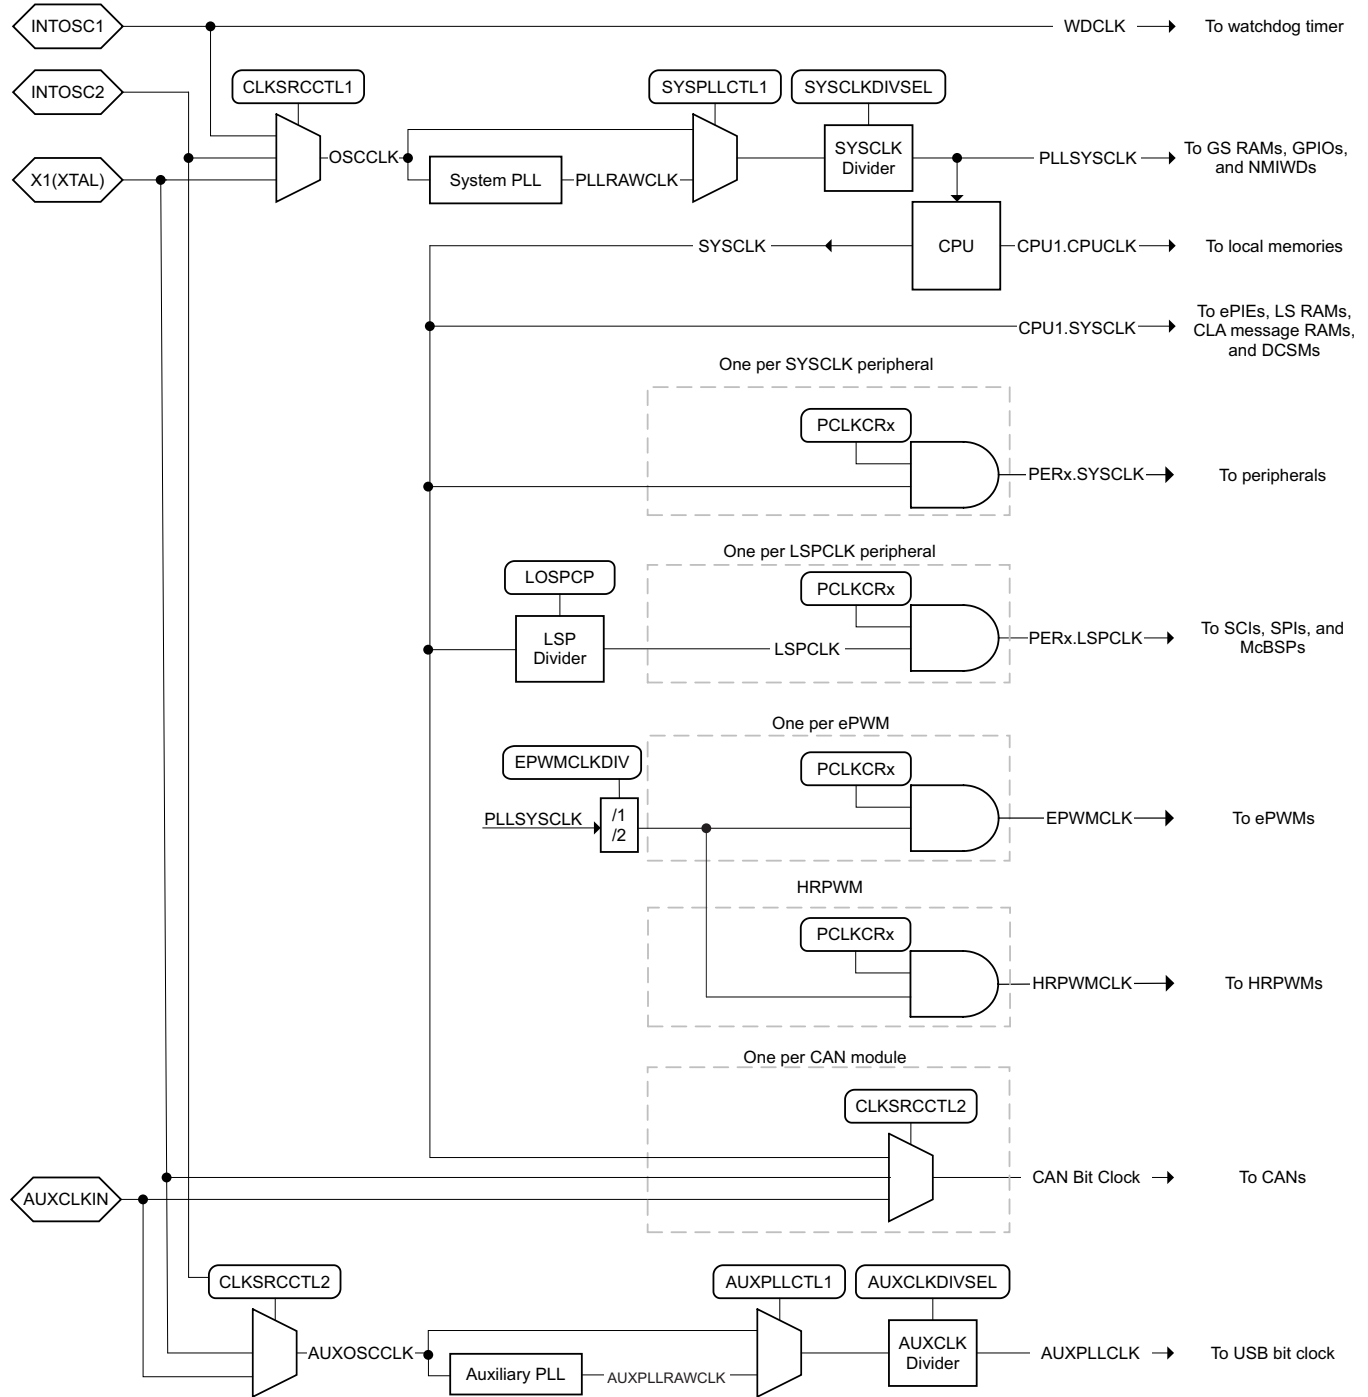 INTOSC1
WDCLK
To watchdog timer
INTOSC2
CLKSRCCTL1
SYSPLLCTL1
SYSCLKDIVSEL
X1(XTAL)
OSCCLK
System PLL
PLLRAWCLK
SYSCLK
Divider
PLLSYSCLK
To GS RAMs, GPIOs,
and NMIWDs
SYSCLK
CPU
CPU1.CPUCLK
To local memories
CPU1.SYSCLK
To ePIEs, LS RAMs,
CLA message RAMs,
and DCSMs
One per SYSCLK peripheral
PCLKCRx
PERx.SYSCLK
To peripherals
One per LSPCLK peripheral
LOSPCP
PCLKCRx
LSP
Divider
LSPCLK
PERx.LSPCLK
To SCIs, SPIs, and
McBSPs
One per ePWM
EPWMCLKDIV
PCLKCRx
PLLSYSCLK
/1
/2
EPWMCLK
To ePWMs
HRPWM
PCLKCRx
HRPWMCLK
To HRPWMs
One per CAN module
CLKSRCCTL2
CAN Bit Clock
To CANs
AUXCLKIN
CLKSRCCTL2
AUXPLLCTL1
AUXCLKDIVSEL
AUXOSCCLK
Auxiliary PLL
AUXPLLRAWCLK
AUXCLK
Divider
AUXPLLCLK
To USB bit clock